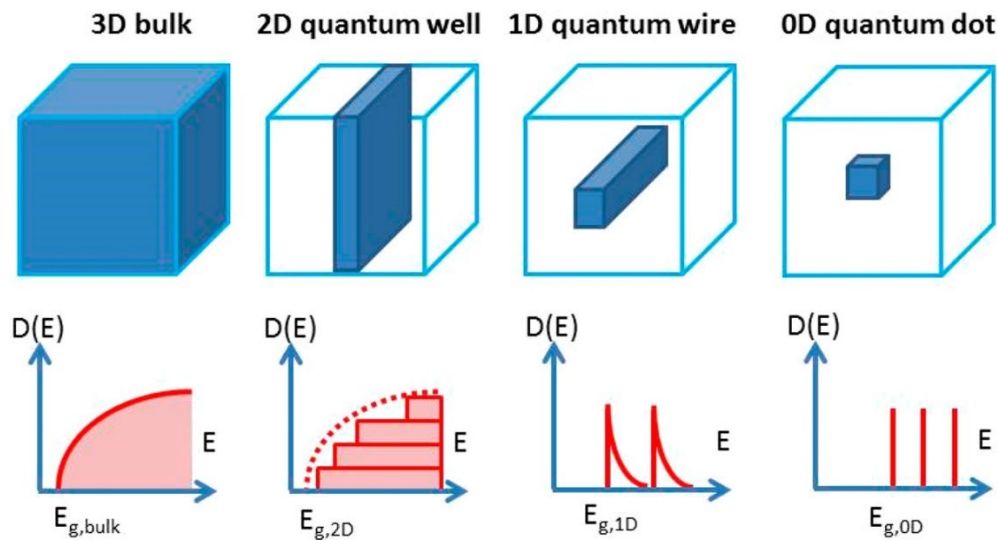 3D bulk 2D quantum well 1D quantum wire 0D quantum dot
D(E) D(E) D(E) D(E)
E E E E
Eg,bulk Eg,2D Eg,1D Eg,0D